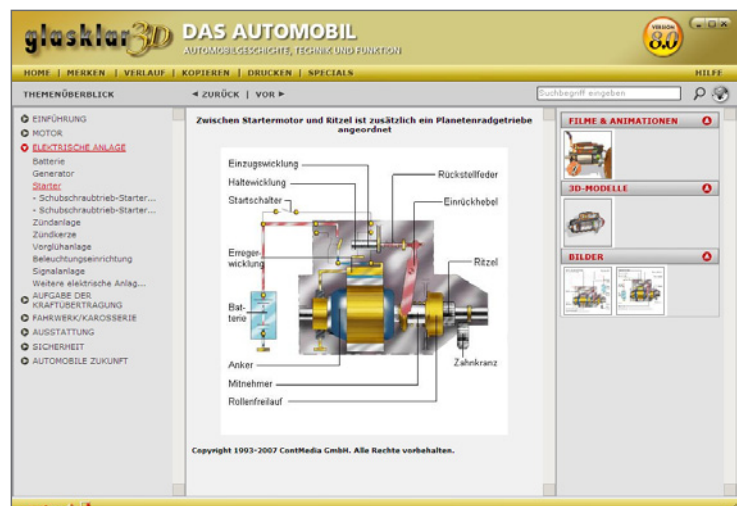 glasklar3D
DAS AUTOMOBIL
AUTOMOBILGESCHICHTE, TECHNIK UND FUNKTION
VERSION
8.0
HOME | MERKEN | VERLAUF | KOPIEREN | DRUCKEN | SPECIALS
HILFE
THEMENÜBERBLICK
◄ ZURÜCK | VOR ►
Suchbegriff eingeben
EINFÜHRUNG
MOTOR
ELEKTRISCHE ANLAGE
Batterie
Generator
Starter
- Schubschraubtrieb-Starter...
- Schubschraubtrieb-Starter...
Zündanlage
Zündkerze
Vorglühanlage
Beleuchtungseinrichtung
Signalanlage
Weitere elektrische Anlag...
AUFGABE DER
KRAFTÜBERTRAGUNG
FAHRWERK/KAROSSERIE
AUSSTATTUNG
SICHERHEIT
AUTOMOBILE ZUKUNFT
Zwischen Startermotor und Ritzel ist zusätzlich ein Planetenradgetriebe
angeordnet
Einzugswicklung
Haltewicklung
Startschalter
Rückstellfeder
Einrückhebel
Erreger-
wicklung
Ritzel
Bat-
terie
Anker
Zahnkranz
Mitnehmer
Rollenfreilauf
Copyright 1993-2007 ContMedia GmbH. Alle Rechte vorbehalten.
FILME & ANIMATIONEN
3D-MODELLE
BILDER